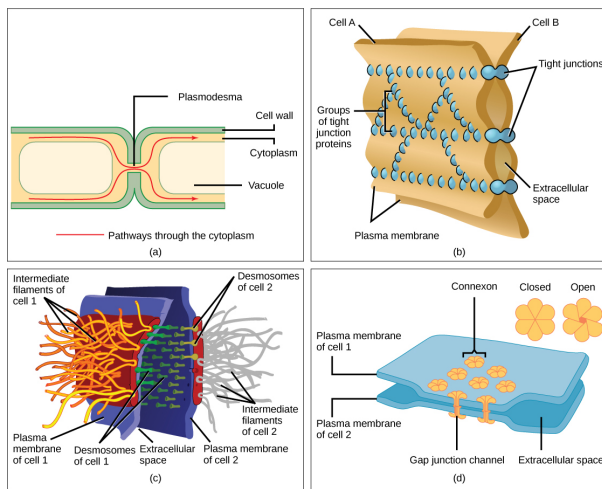 Plasmodesma
Cell wall
Cytoplasm
Vacuole
Pathways through the cytoplasm
(a)
Cell A
Cell B
Tight junctions
Groups
of tight
junction
proteins
Extracellular
space
Plasma membrane
(b)
Intermediate
filaments of
cell 1
Desmosomes
of cell 2
Intermediate
filaments of
cell 2
Plasma
membrane
of cell 1
Desmosomes
of cell 1
Extracellular
space
Plasma membrane
of cell 2
(c)
Connexon
Closed
Open
Plasma membrane
of cell 1
Plasma membrane
of cell 2
Gap junction channel
Extracellular space
(d)